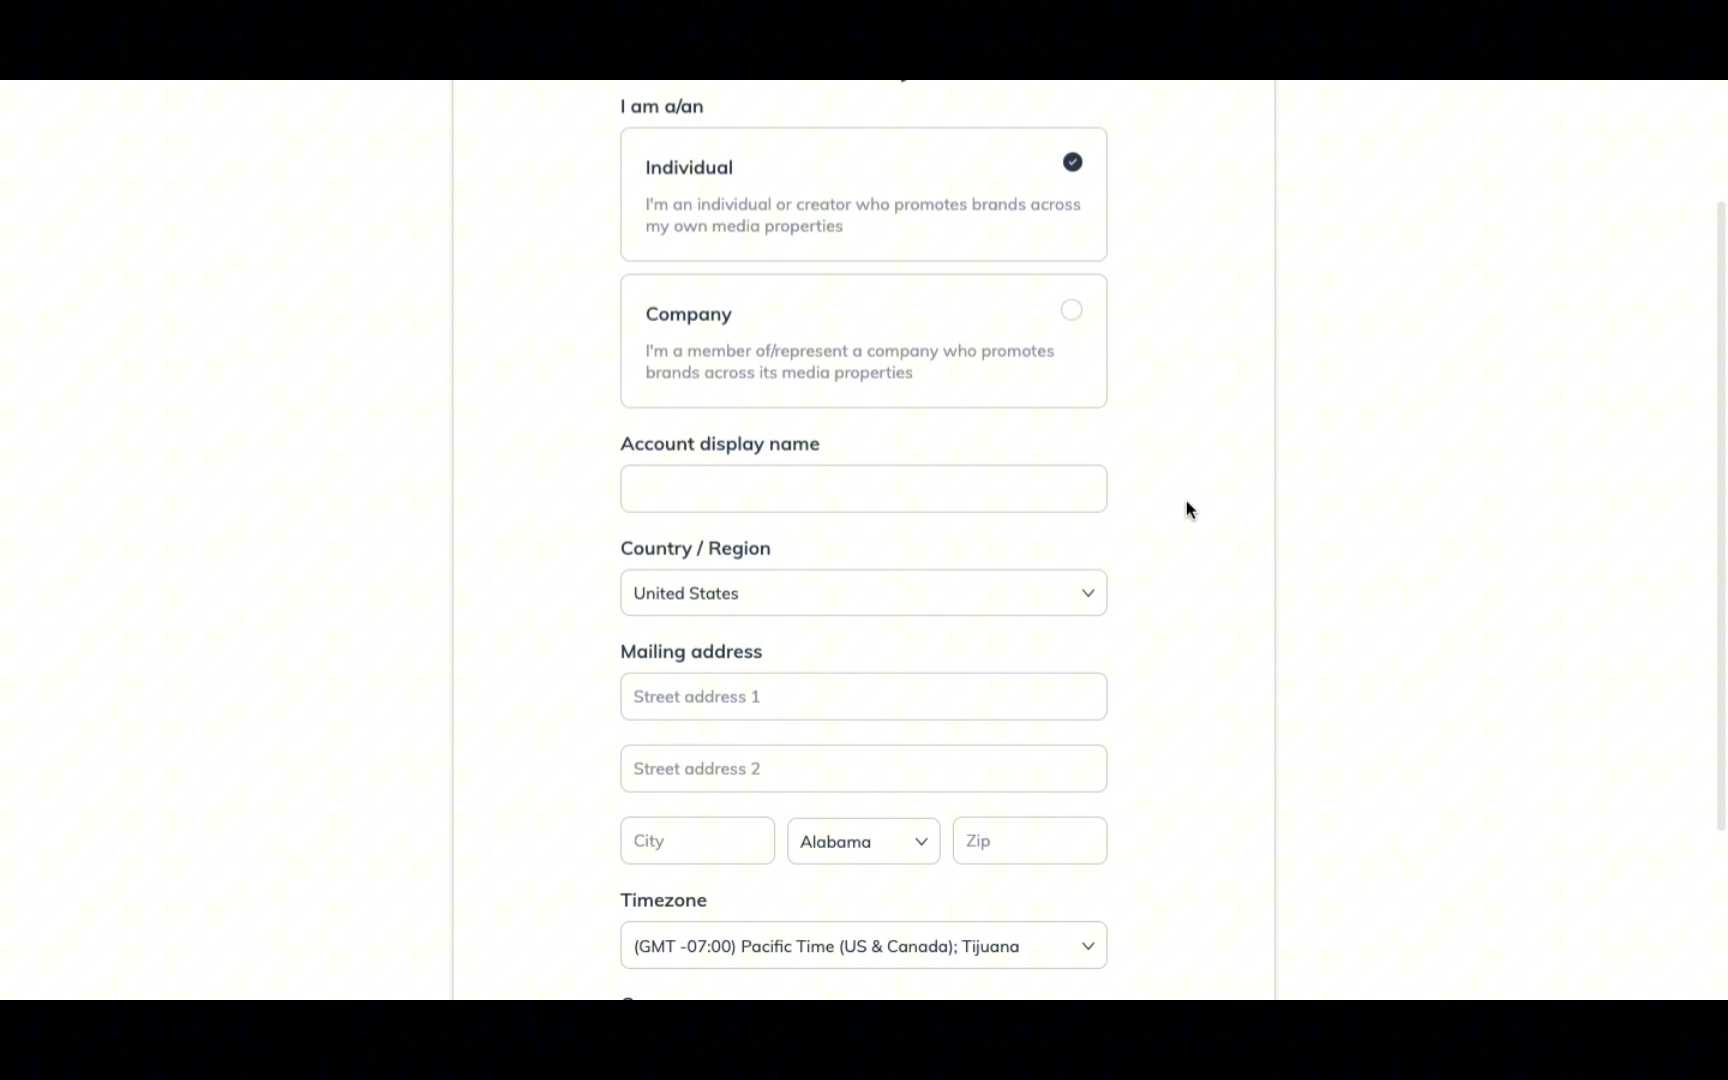 I am a/an
Individual
I'm an individual or creator who promotes brands across
my own media properties
Company
I'm a member of/represent a company who promotes
brands across its media properties
Account display name
Country / Region
United States
Mailing address
Street address 1
Street address 2
City
Alabama
Zip
Timezone
(GMT -07:00) Pacific Time (US & Canada); Tijuana